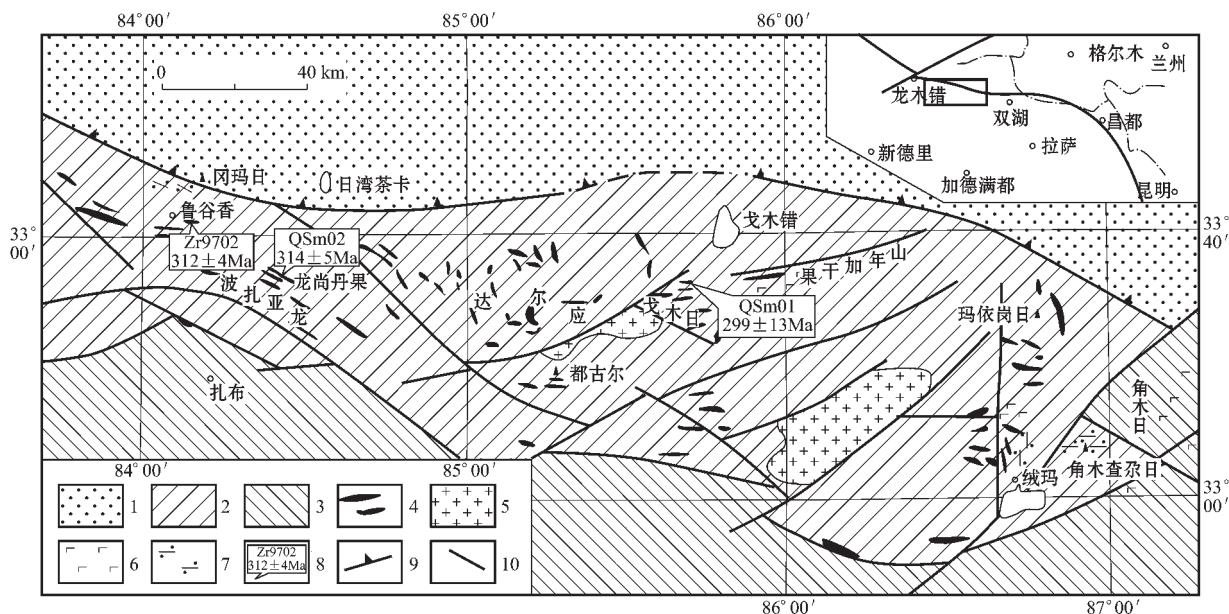 84°00′
85°00′
86°00′
0
40 km
格尔木
兰州
龙木错
双湖
昌都
新德里
拉萨
加德满都
昆明
冈玛日
日湾茶卡
鲁谷香
戈木错
33°
00′
33°
40′
Zr9702
312±4Ma
QSm02
314±5Ma
龙尚丹果
波扎亚龙
达尔应
戈木日
果干加年山
QSm01
299±13Ma
玛依岗日
都古尔
扎布
角木日
角木查尕日
绒玛
33°
00′
84°00′
85°00′
1
2
3
4
5
6
7
Zr9702
312±4Ma
8
9
10
86°00′
87°00′